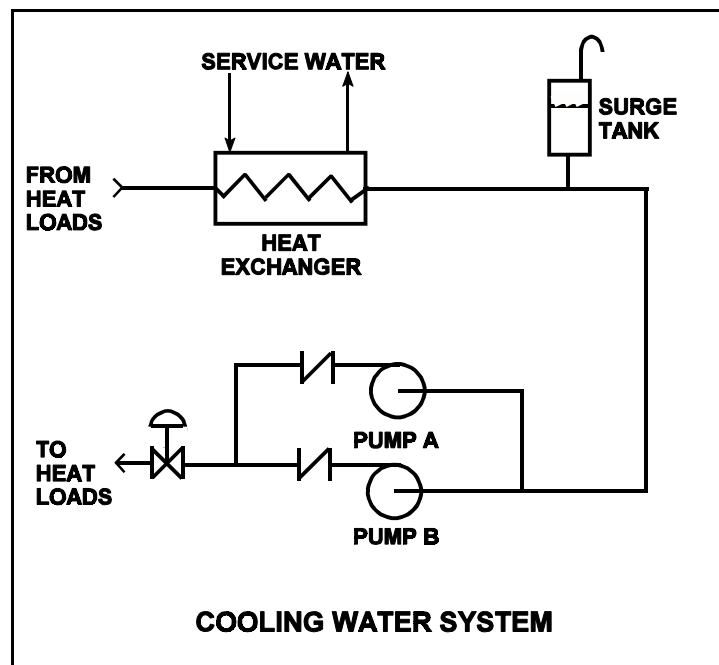 SERVICE WATER
SURGE
TANK
FROM
HEAT
LOADS
HEAT
EXCHANGER
PUMP A
TO
HEAT
LOADS
PUMP B
COOLING WATER SYSTEM